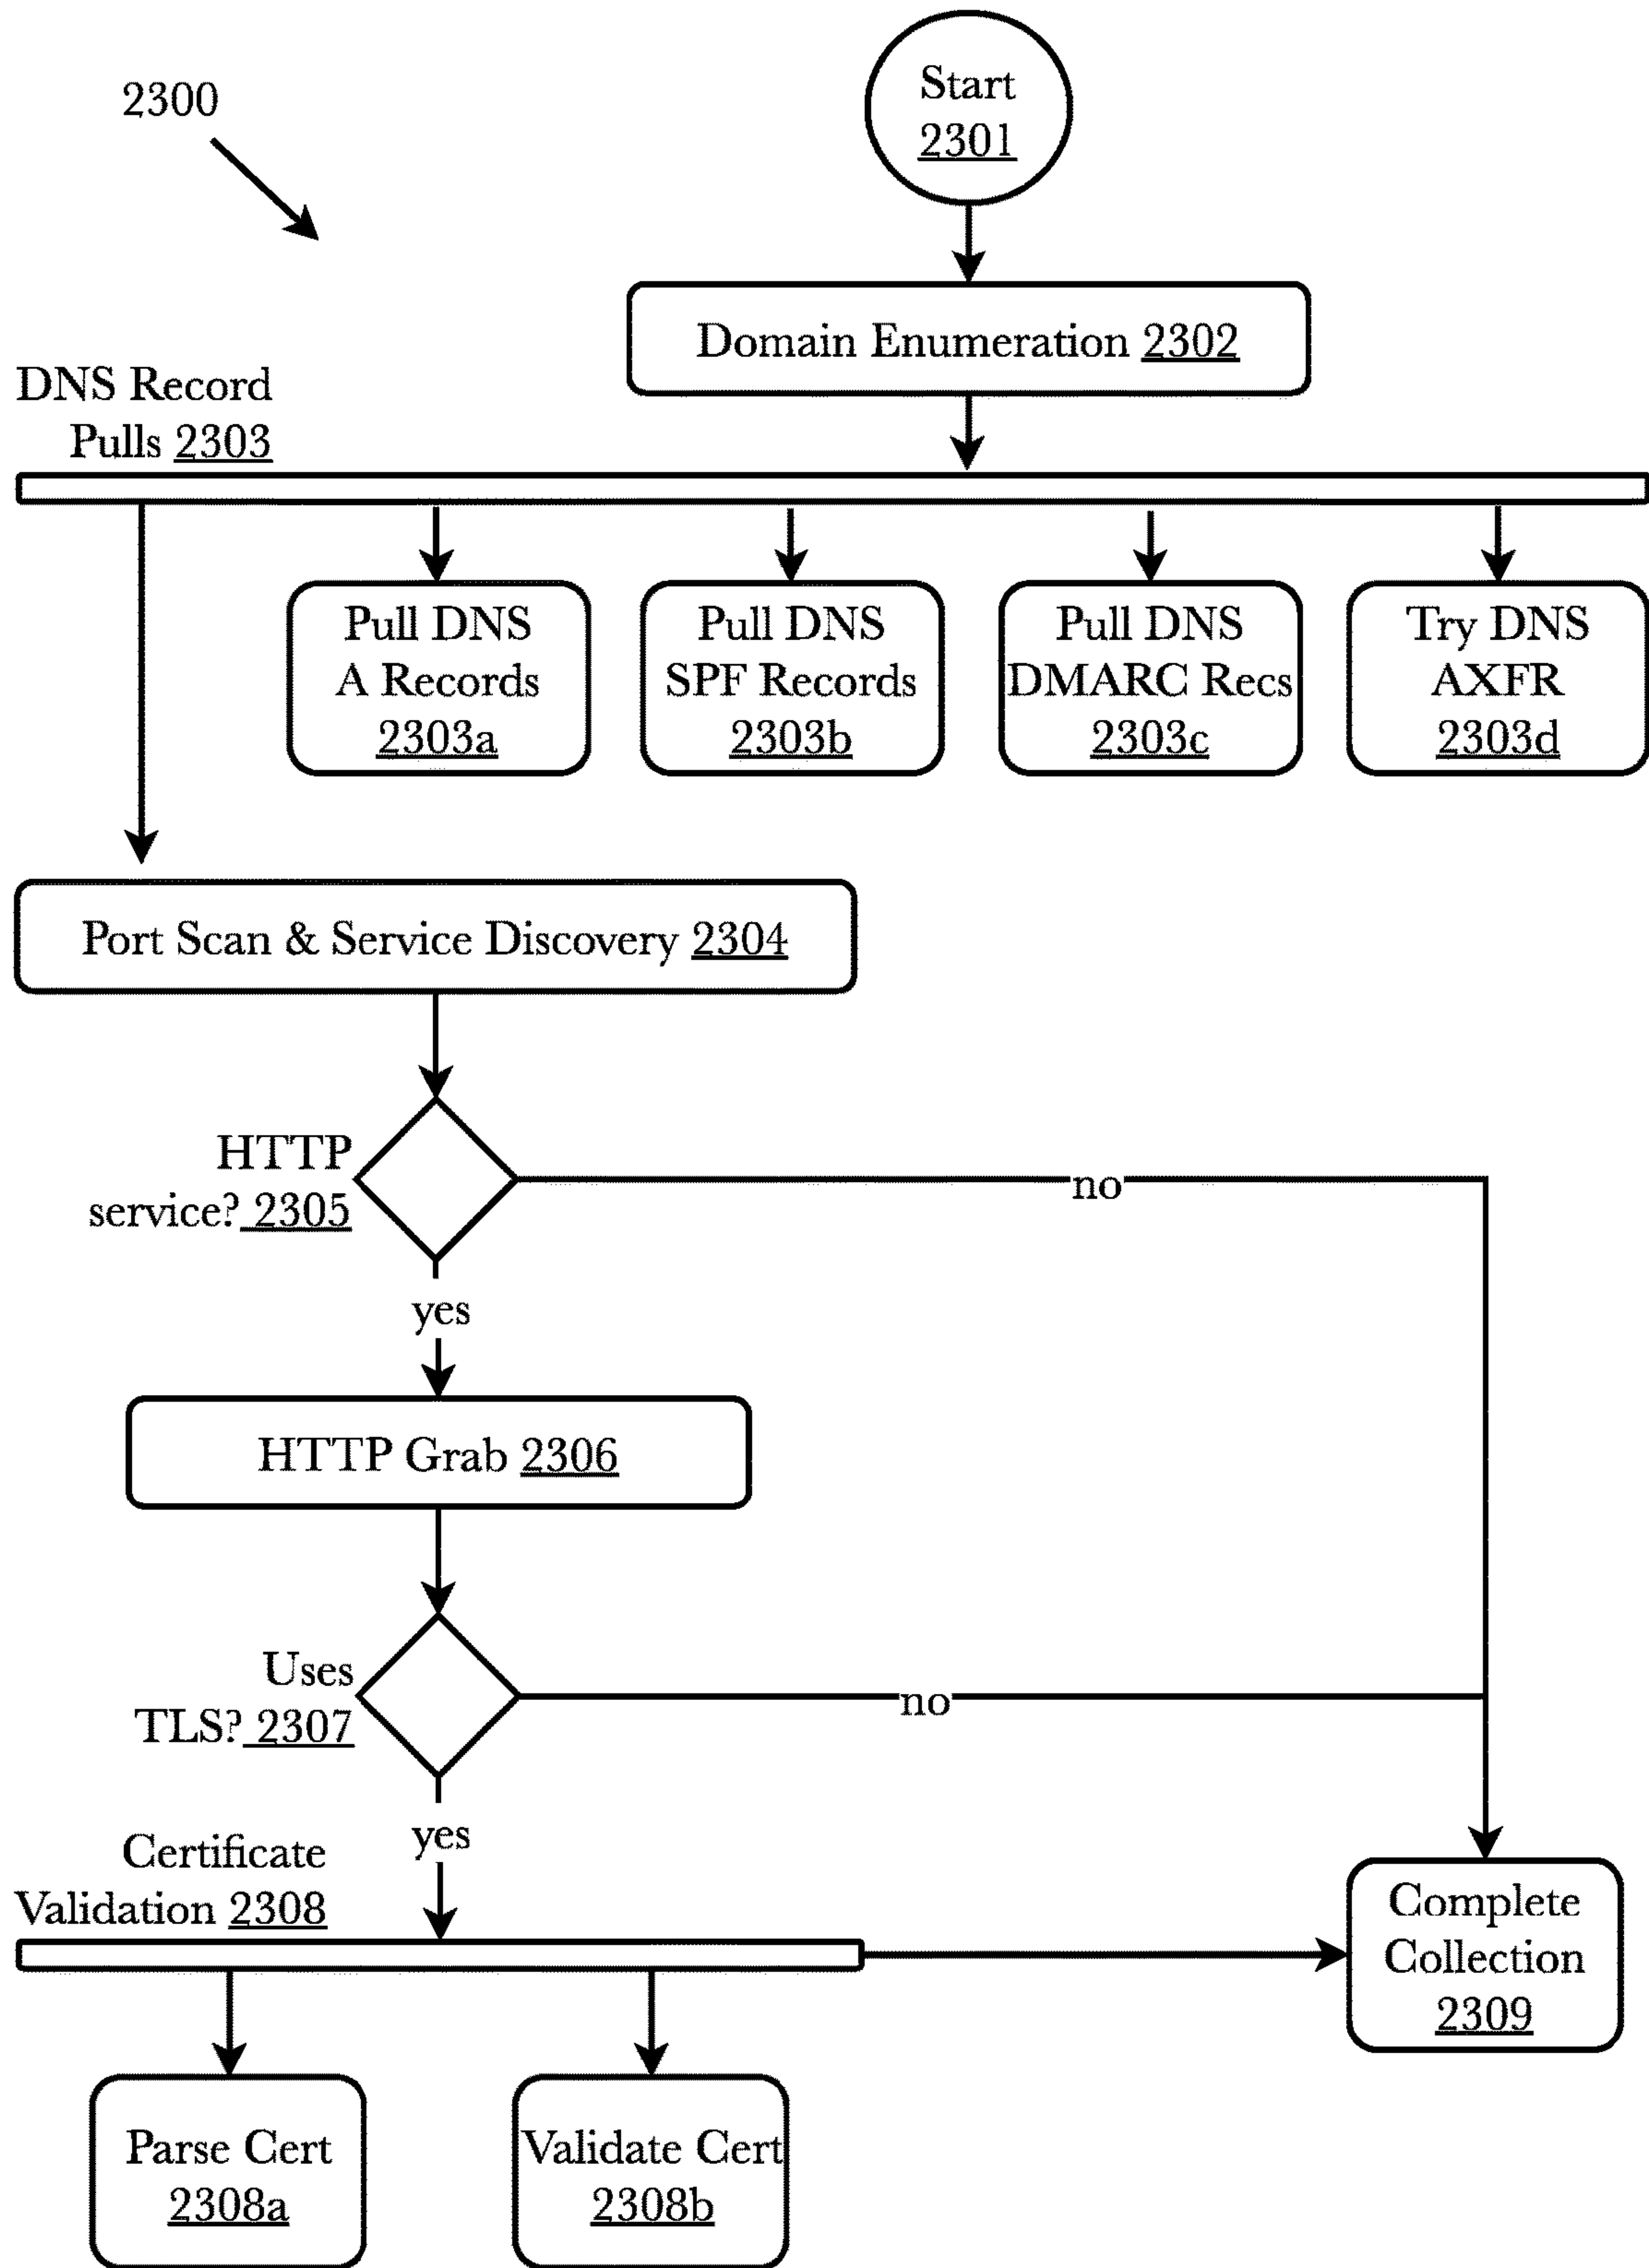 2300
Start
2301
Domain Enumeration 2302
DNS Record
Pulls 2303
Pull DNS
A Records
2303a
Pull DNS
SPF Records
2303b
Pull DNS
DMARC Recs
2303c
Try DNS
AXFR
2303d
Port Scan & Service Discovery 2304
HTTP
service? 2305
no
yes
HTTP Grab 2306
Uses
TLS? 2307
no
yes
Certificate
Validation 2308
Complete
Collection
2309
Parse Cert
2308a
Validate Cert
2308b